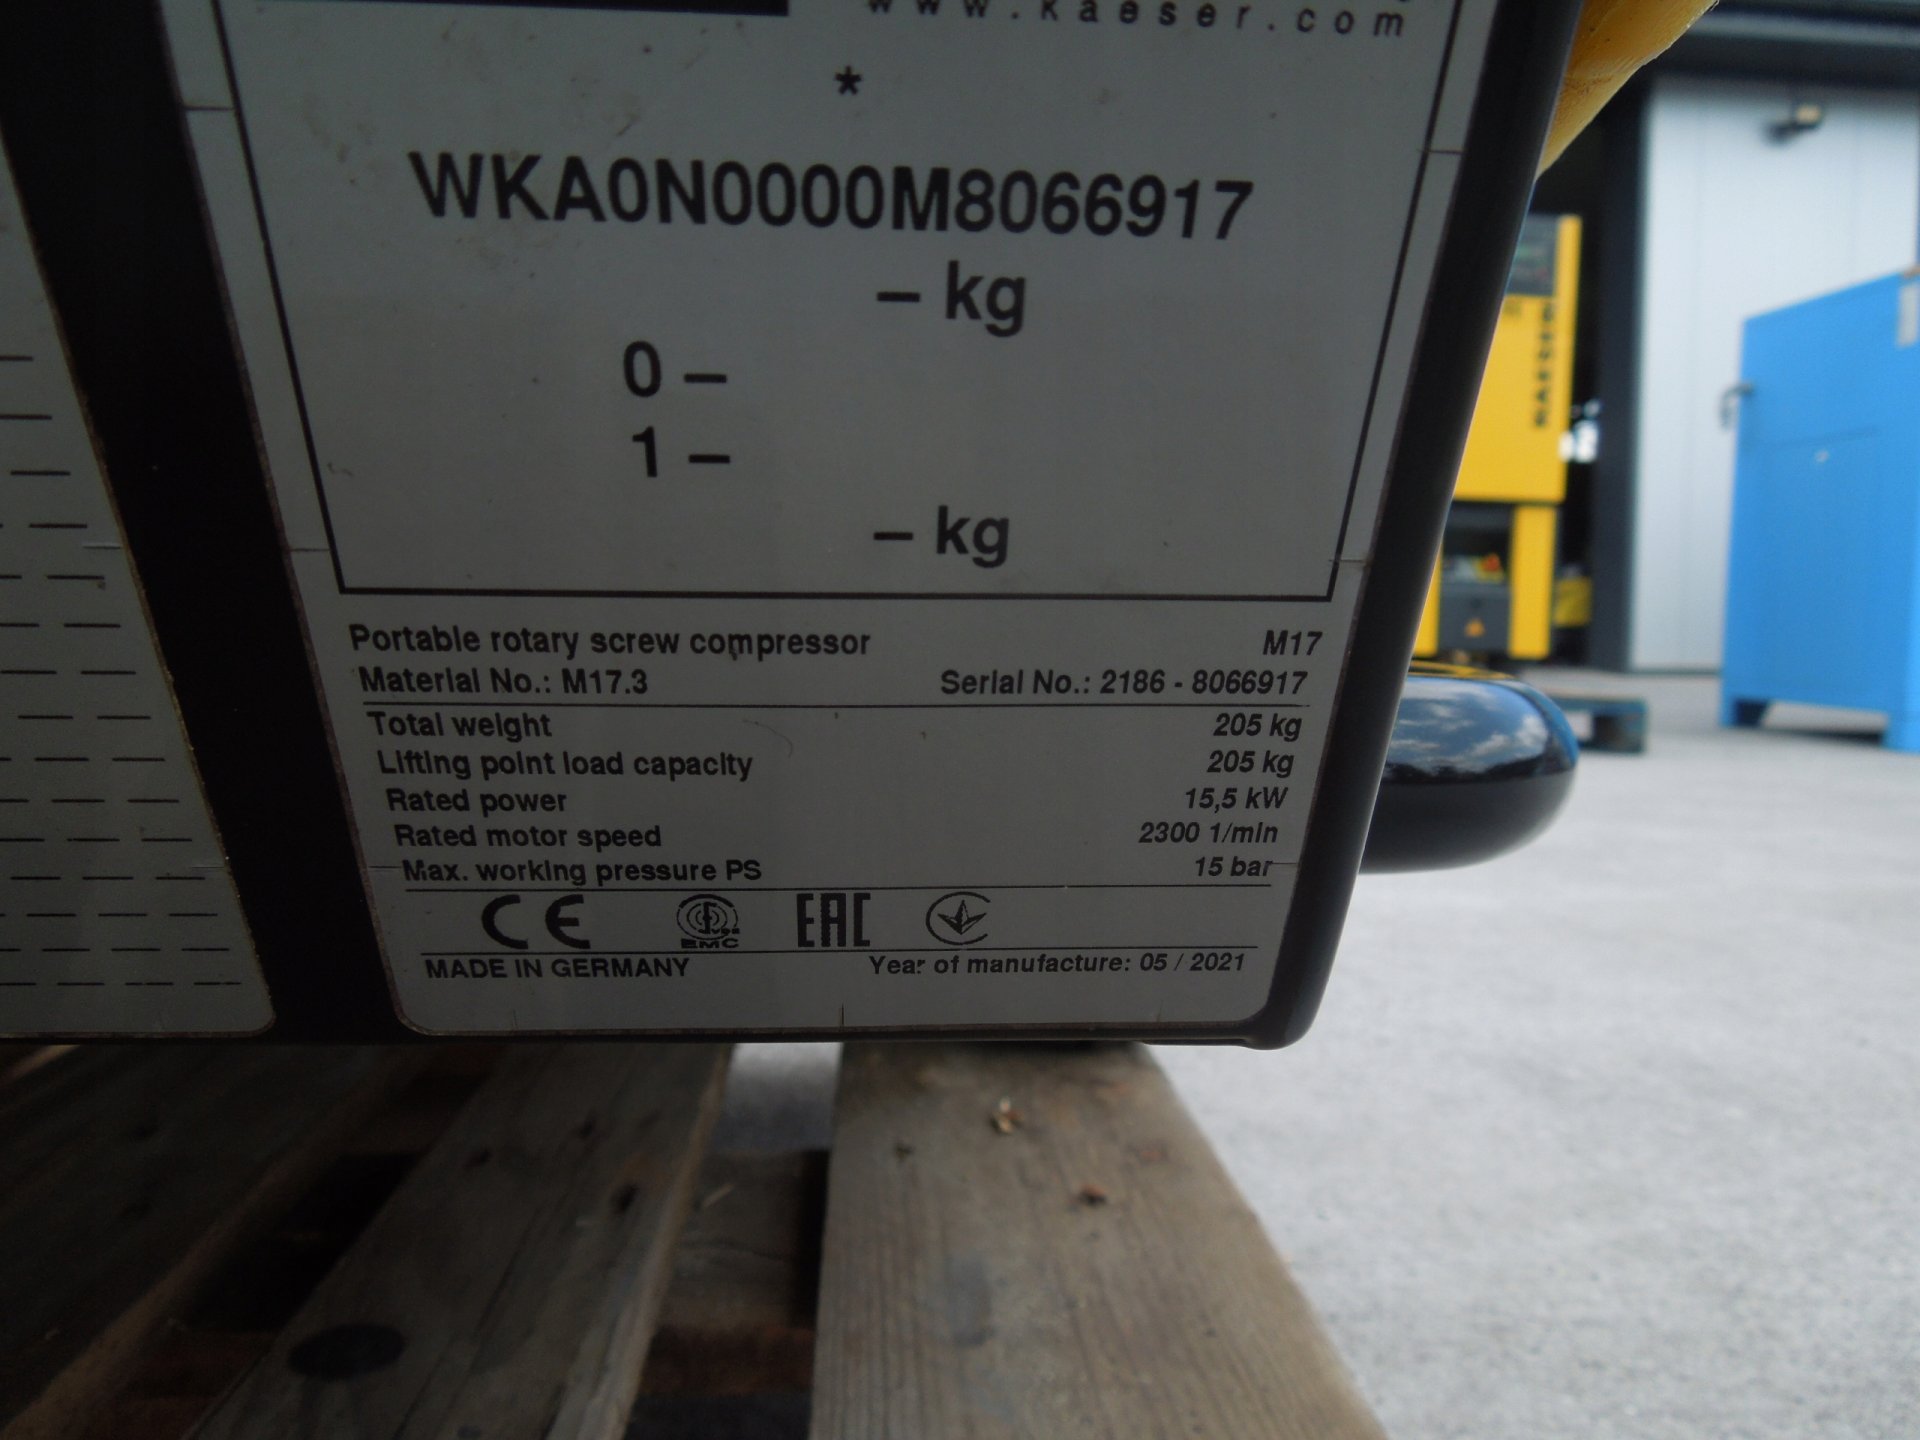 www.kaeser.com
*
WKA0N0000M8066917
– kg
0 –
1 –
– kg
Portable rotary screw compressor M17
Material No.: M17.3 Serial No.: 2186 - 8066917
Total weight 205 kg
Lifting point load capacity 205 kg
Rated power 15,5 kW
Rated motor speed 2300 1/min
Max. working pressure PS 15 bar
CE EMC EAC
MADE IN GERMANY Year of manufacture: 05 / 2021
KAESER